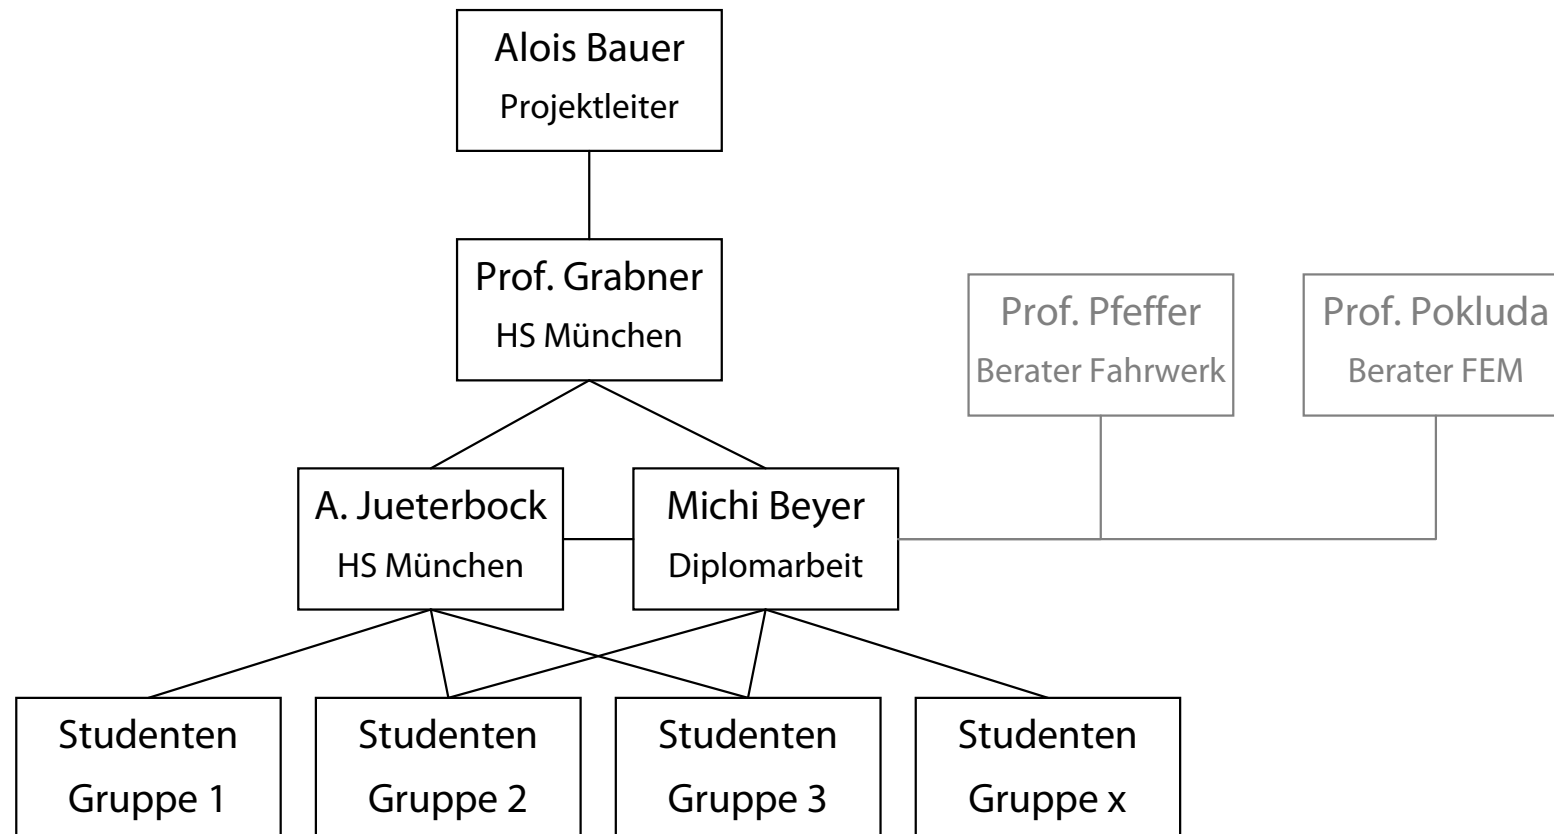 Alois Bauer
Projektleiter
Prof. Grabner
HS München
Prof. Pfeffer
Berater Fahrwerk
Prof. Pokluda
Berater FEM
A. Jueterbock
HS München
Michi Beyer
Diplomarbeit
Studenten
Gruppe 1
Studenten
Gruppe 2
Studenten
Gruppe 3
Studenten
Gruppe x